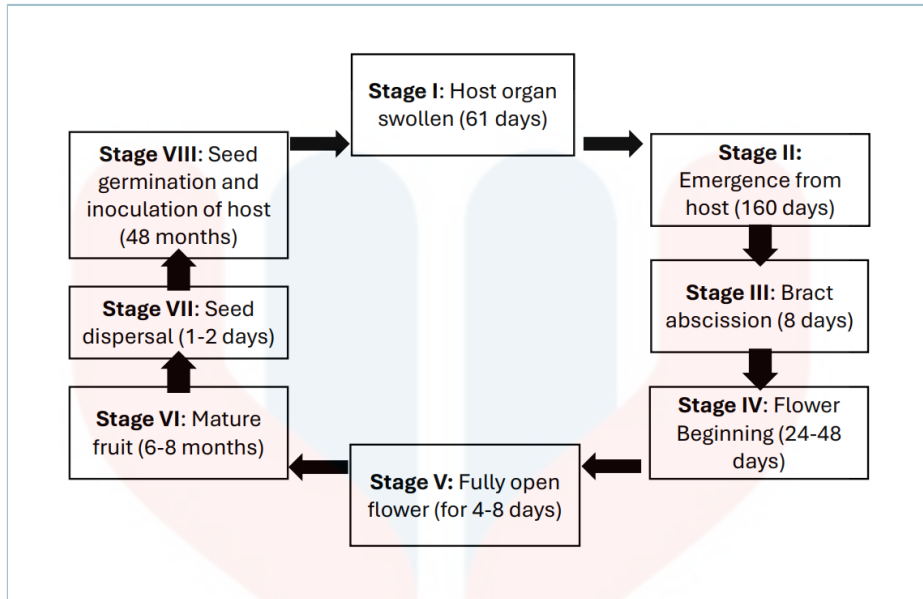 Stage I: Host organ
swollen (61 days)
Stage II:
Emergence from
host (160 days)
Stage III: Bract
abscission (8 days)
Stage IV: Flower
Beginning (24-48
days)
Stage V: Fully open
flower (for 4-8 days)
Stage VI: Mature
fruit (6-8 months)
Stage VII: Seed
dispersal (1-2 days)
Stage VIII: Seed
germination and
inoculation of host
(48 months)